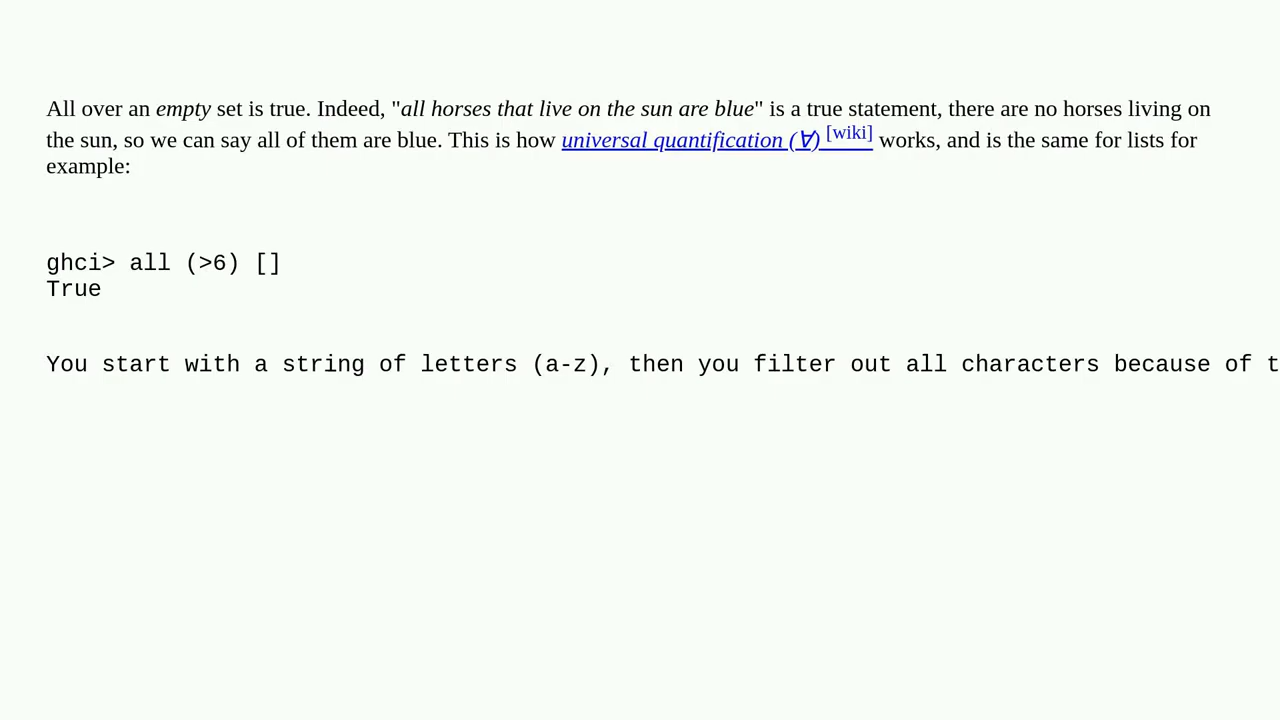 All over an empty set is true. Indeed, "all horses that live on the sun are blue" is a true statement, there are no horses living on
the sun, so we can say all of them are blue. This is how universal quantification (∀) [wiki] works, and is the same for lists for
example:
ghci> all (>6) []
True
You start with a string of letters (a-z), then you filter out all characters because of t